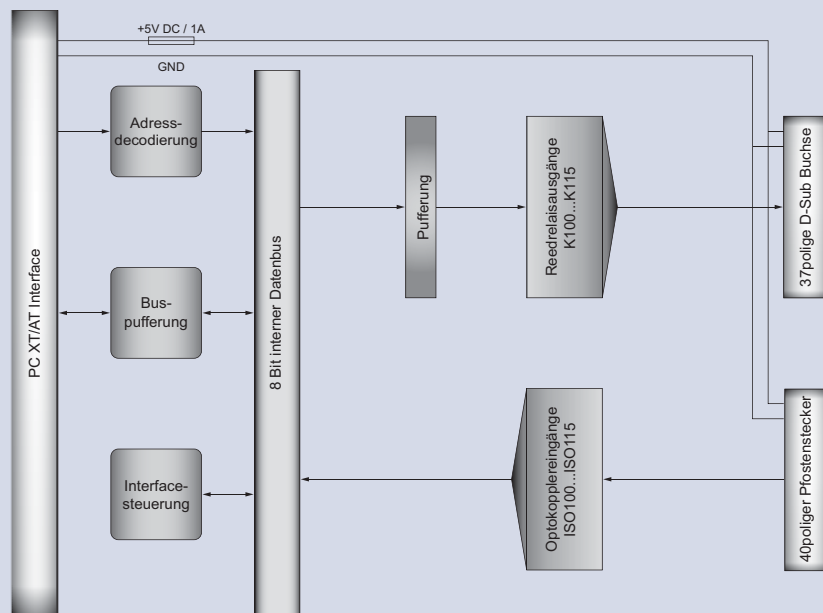 +5V DC / 1A
GND
PC XT/AT Interface
Adress-
decodierung
Bus-
pufferung
Interface-
steuerung
8 Bit interner Datenbus
Pufferung
Reedrelaisausgänge
K100...K115
Optokopplereingänge
ISO100...ISO115
37polige D-Sub Buchse
40poliger Pfostenstecker